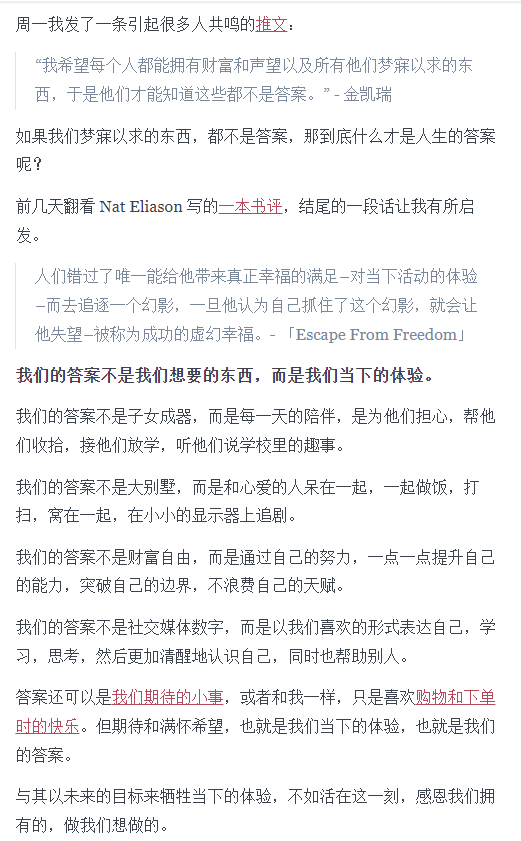 周一我发了一条引起很多人共鸣的推文：
“我希望每个人都能拥有财富和声望以及所有他们梦寐以求的东
西，于是他们才能知道这些都不是答案。” - 金凯瑞
如果我们梦寐以求的东西，都不是答案，那到底什么才是人生的答案
呢？
前几天翻看 Nat Eliason 写的一本书评，结尾的一段话让我有所启
发。
人们错过了唯一能给他带来真正幸福的满足–对当下活动的体验
–而去追逐一个幻影，一旦他认为自己抓住了这个幻影，就会让
他失望–被称为成功的虚幻幸福。- 「Escape From Freedom」
我们的答案不是我们想要的东西，而是我们当下的体验。
我们的答案不是子女成器，而是每一天的陪伴，是为他们担心，帮他
们收拾，接他们放学，听他们说学校里的趣事。
我们的答案不是大别墅，而是和心爱的人呆在一起，一起做饭，打
扫，窝在一起，在小小的显示器上追剧。
我们的答案不是财富自由，而是通过自己的努力，一点一点提升自己
的能力，突破自己的边界，不浪费自己的天赋。
我们的答案不是社交媒体数字，而是以我们喜欢的形式表达自己，学
习，思考，然后更加清醒地认识自己，同时也帮助别人。
答案还可以是我们期待的小事，或者和我一样，只是喜欢购物和下单
时的快乐。但期待和满怀希望，也就是我们当下的体验，也就是我们
的答案。
与其以未来的目标来牺牲当下的体验，不如活在这一刻，感恩我们拥
有的，做我们想做的。